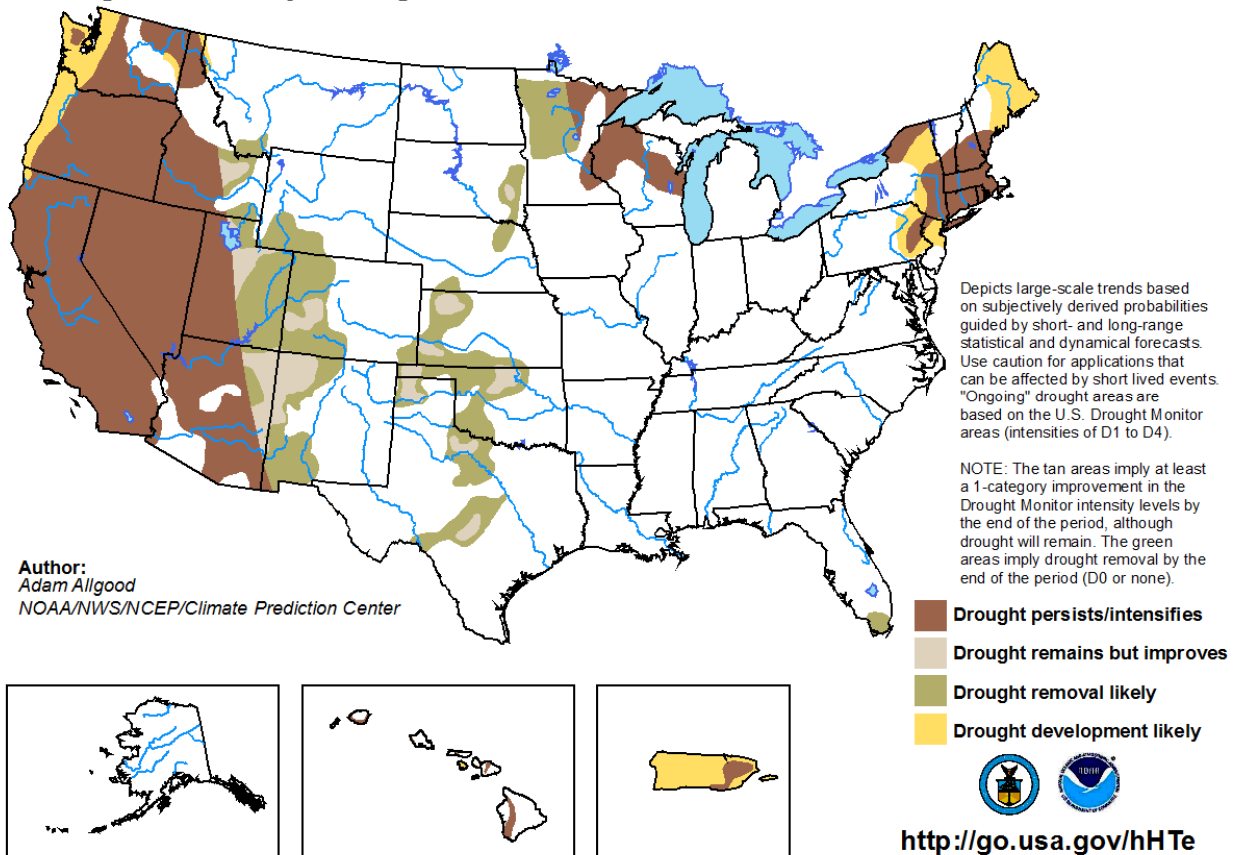 Depicts large-scale trends based
on subjectively derived probabilities
guided by short- and long-range
statistical and dynamical forecasts.
Use caution for applications that
can be affected by short lived events.
"Ongoing" drought areas are
based on the U.S. Drought Monitor
areas (intensities of D1 to D4).
NOTE: The tan areas imply at least
a 1-category improvement in the
Drought Monitor intensity levels by
the end of the period, although
drought will remain. The green
areas imply drought removal by the
end of the period (D0 or none).
Author:
Adam Allgood
NOAA/NWS/NCEP/Climate Prediction Center
Drought persists/intensifies
Drought remains but improves
Drought removal likely
Drought development likely
http://go.usa.gov/hHTe